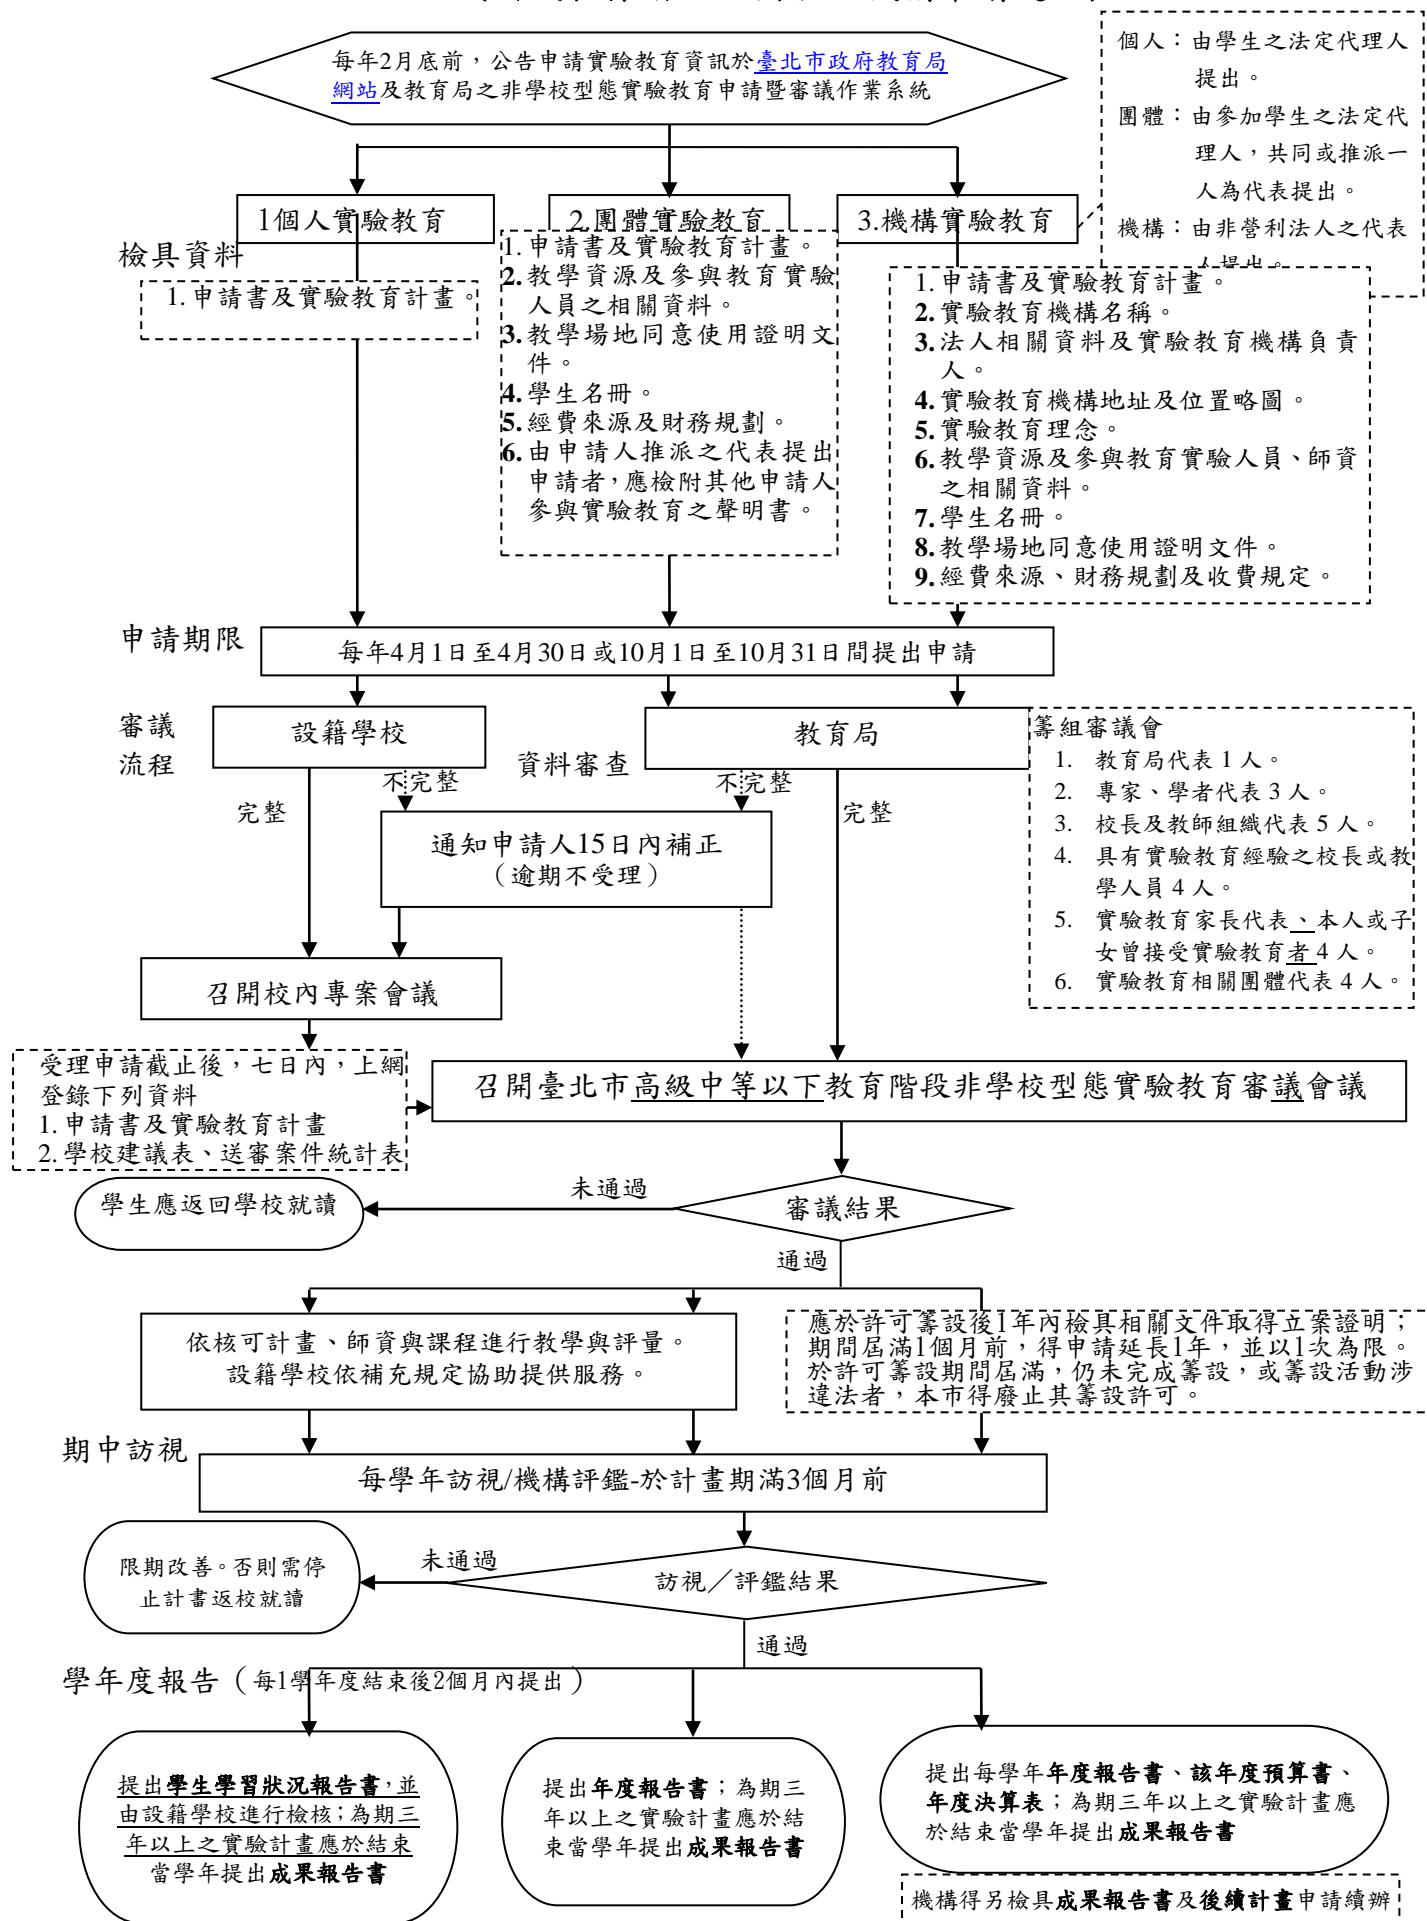 每年2月底前，公告申請實驗教育資訊於臺北市政府教育局
網站及教育局之非學校型態實驗教育申請暨審議作業系統
個人：由學生之法定代理人
提出。
團體：由參加學生之法定代
理人，共同或推派一
人為代表提出。
機構：由非營利法人之代表
人提出。
1個人實驗教育
2.團體實驗教育
3.機構實驗教育
檢具資料
1.申請書及實驗教育計畫。
1.申請書及實驗教育計畫。
2.教學資源及參與教育實驗
人員之相關資料。
3.教學場地同意使用證明文
件。
4.學生名冊。
5.經費來源及財務規劃。
6.由申請人推派之代表提出
申請者，應檢附其他申請人
參與實驗教育之聲明書。
1.申請書及實驗教育計畫。
2.實驗教育機構名稱。
3.法人相關資料及實驗教育機構負責
人。
4.實驗教育機構地址及位置略圖。
5.實驗教育理念。
6.教學資源及參與教育實驗人員、師資
之相關資料。
7.學生名冊。
8.教學場地同意使用證明文件。
9.經費來源、財務規劃及收費規定。
申請期限
每年4月1日至4月30日或10月1日至10月31日間提出申請
審議
流程
設籍學校
資料審查
教育局
不完整
不完整
完整
完整
通知申請人15日內補正
（逾期不受理）
籌組審議會
1. 教育局代表 1 人。
2. 專家、學者代表 3 人。
3. 校長及教師組織代表 5 人。
4. 具有實驗教育經驗之校長或教
學人員 4 人。
5. 實驗教育家長代表、本人或子
女曾接受實驗教育者 4 人。
6. 實驗教育相關團體代表 4 人。
召開校內專案會議
受理申請截止後，七日內，上網
登錄下列資料
1.申請書及實驗教育計畫
2.學校建議表、送審案件統計表
召開臺北市高級中等以下教育階段非學校型態實驗教育審議會議
學生應返回學校就讀
未通過
審議結果
通過
依核可計畫、師資與課程進行教學與評量。
設籍學校依補充規定協助提供服務。
應於許可籌設後1年內檢具相關文件取得立案證明；
期間屆滿1個月前，得申請延長1年，並以1次為限。
於許可籌設期間屆滿，仍未完成籌設，或籌設活動涉
違法者，本市得廢止其籌設許可。
期中訪視
每學年訪視/機構評鑑-於計畫期滿3個月前
限期改善。否則需停
止計書返校就讀
未通過
訪視／評鑑結果
通過
學年度報告（每1學年度結束後2個月內提出）
提出學生學習狀況報告書，並
由設籍學校進行檢核；為期三
年以上之實驗計畫應於結束
當學年提出成果報告書
提出年度報告書；為期三
年以上之實驗計畫應於結
束當學年提出成果報告書
提出每學年年度報告書、該年度預算書、
年度決算表；為期三年以上之實驗計畫應
於結束當學年提出成果報告書
機構得另檢具成果報告書及後續計畫申請續辦